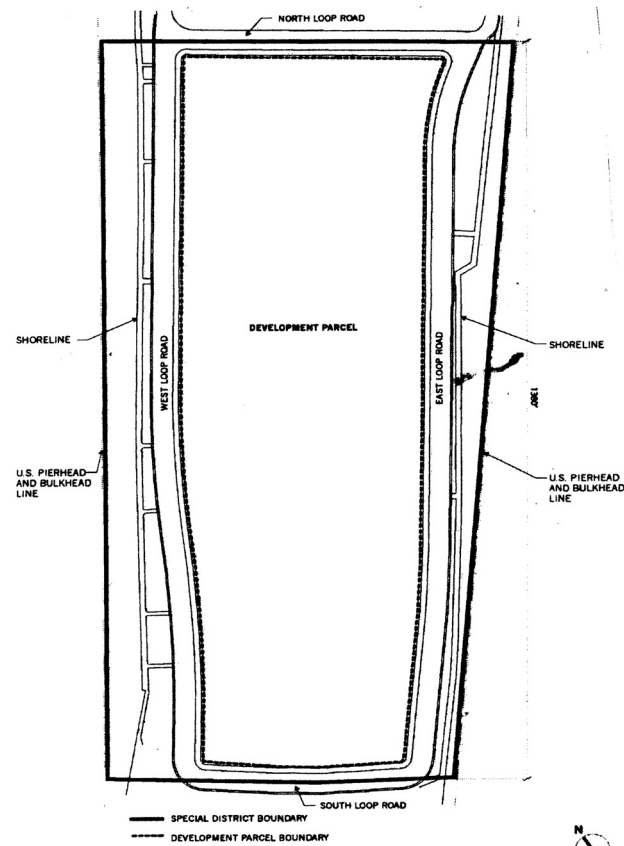 NORTH LOOP ROAD
DEVELOPMENT PARCEL
SHORELINE
WEST LOOP ROAD
EAST LOOP ROAD
SHORELINE
1380'
U.S. PIERHEAD
AND BULKHEAD
LINE
U.S. PIERHEAD
AND BULKHEAD
LINE
SOUTH LOOP ROAD
SPECIAL DISTRICT BOUNDARY
DEVELOPMENT PARCEL BOUNDARY
N